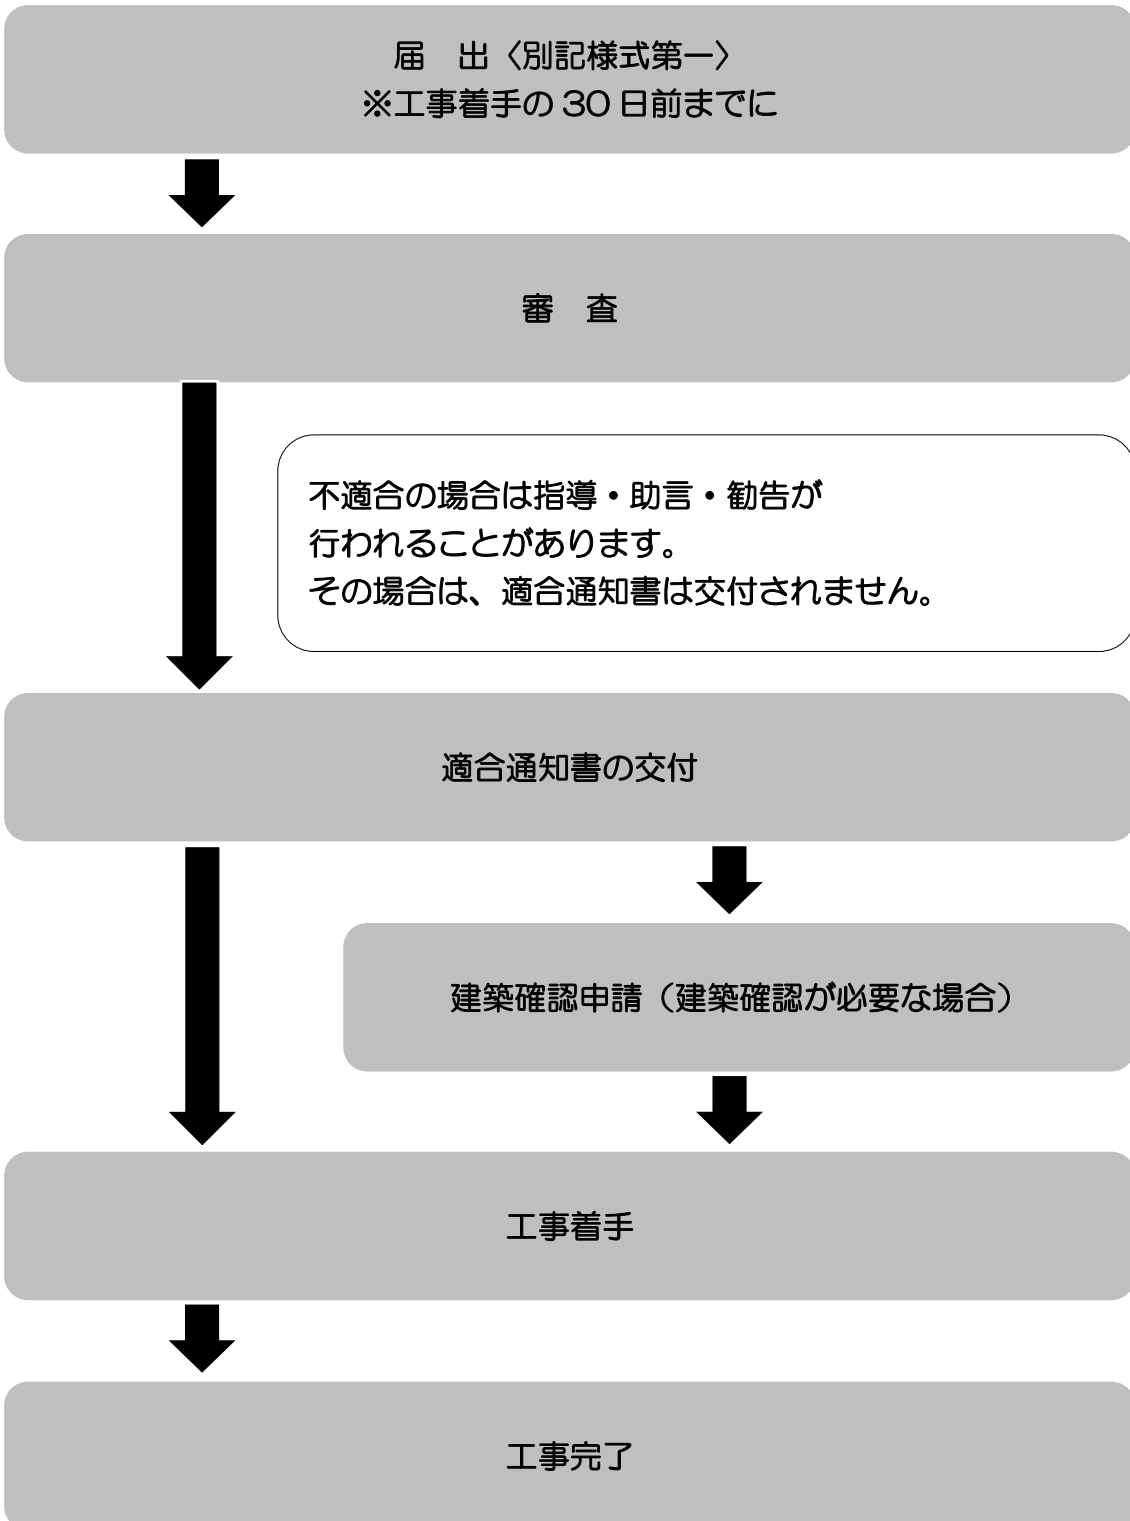 届　出〈別記様式第一〉
※工事着手の 30 日前までに
審　査
不適合の場合は指導・助言・勧告が
行われることがあります。
その場合は、適合通知書は交付されません。
適合通知書の交付
建築確認申請（建築確認が必要な場合）
工事着手
工事完了